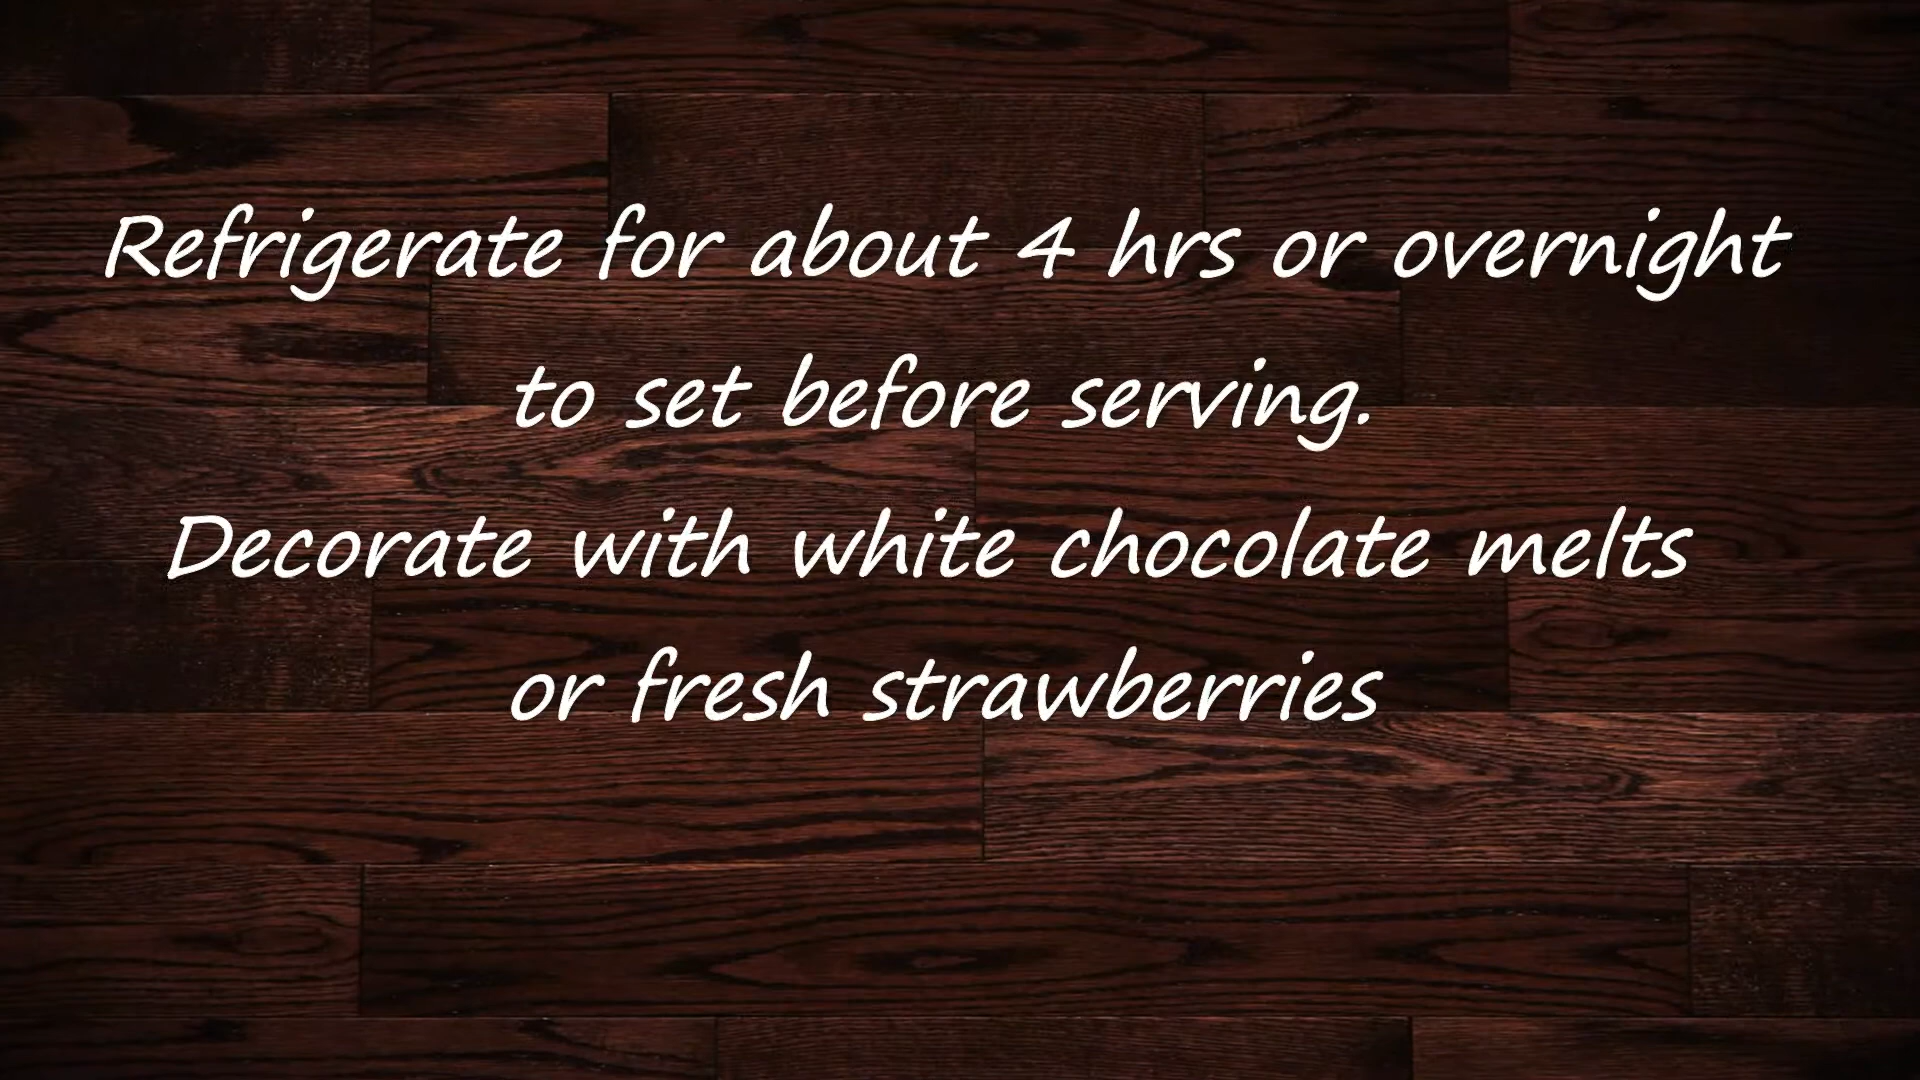 Refrigerate for about 4 hrs or overnight
to set before serving.
Decorate with white chocolate melts
or fresh strawberries